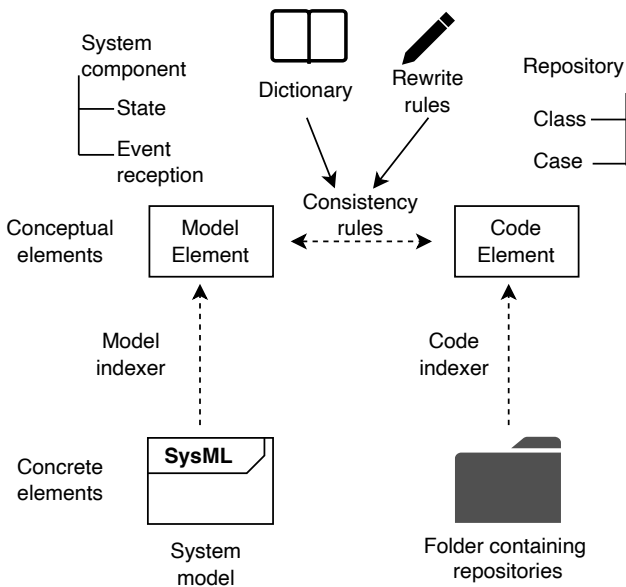 System
component
State
Event
reception
Dictionary
Rewrite
rules
Repository
Class
Case
Consistency
rules
Conceptual
elements
Model
Element
Code
Element
Model
indexer
Code
indexer
Concrete
elements
SysML
System
model
Folder containing
repositories